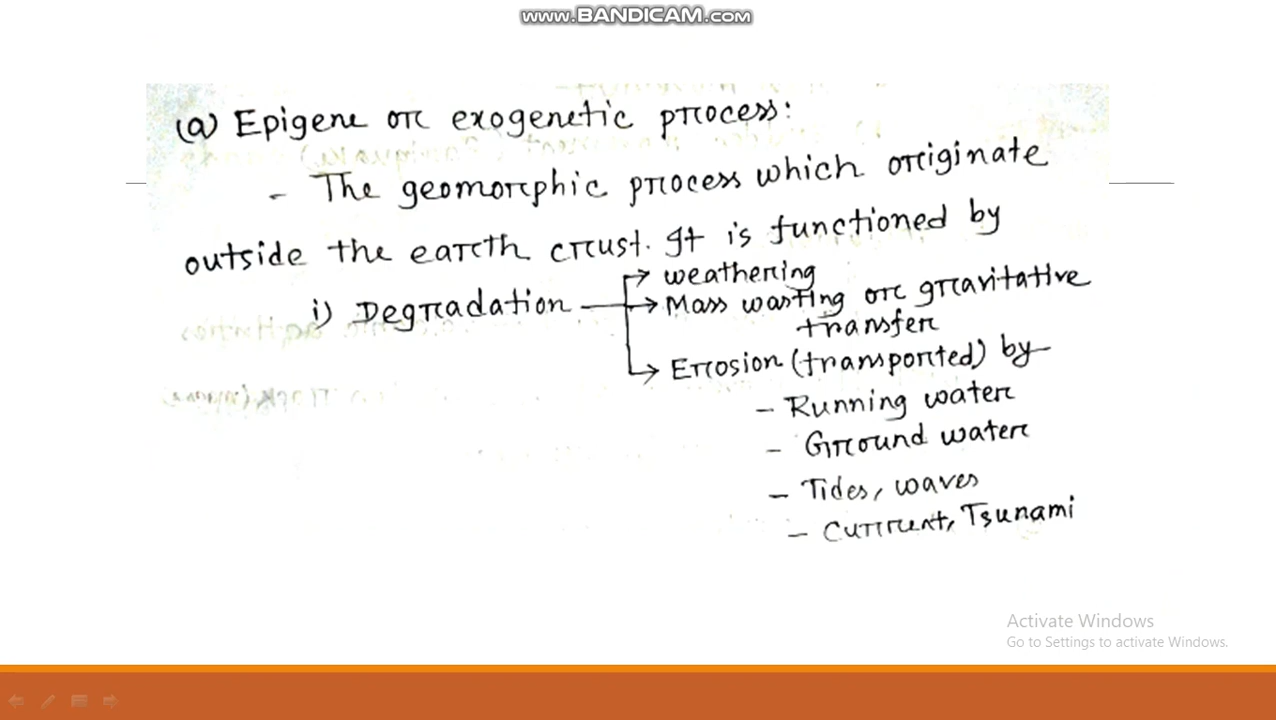 www.BANDICAM.com
(a) Epigene or exogenetic process:
- The geomorphic process which originate
outside the earth crust. It is functioned by
i) Degradation → weathering
→ Mass wasting or gravitative
transfer
→ Errosion (transported) by
- Running water
- Ground water
- Tides, waves
- Current, Tsunami
Activate Windows
Go to Settings to activate Windows.